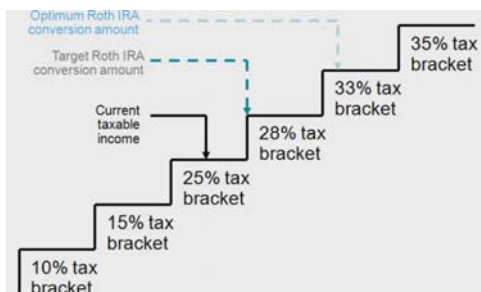 Optimum Roth IRA
conversion amount
35% tax
bracket
Target Roth IRA
conversion amount
33% tax
bracket
Current
taxable
income
28% tax
bracket
25% tax
bracket
15% tax
bracket
10% tax
bracket